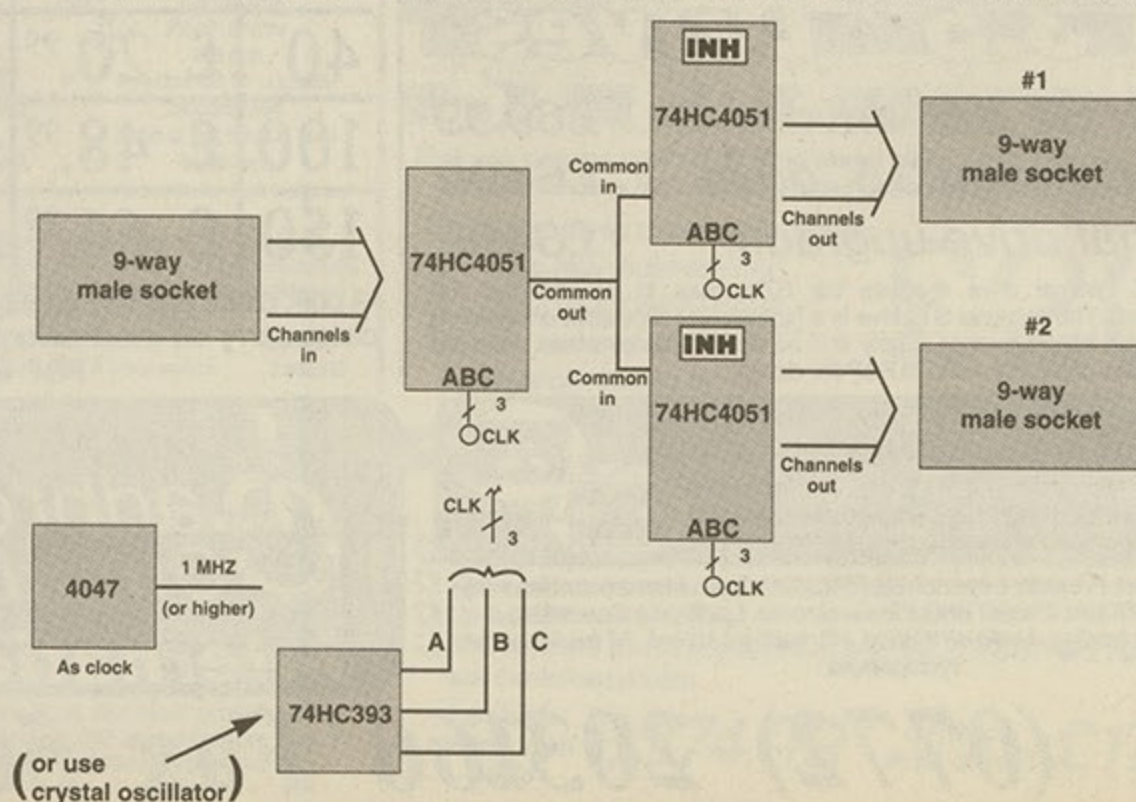 INH
74HC4051
#1
9-way
male socket
Common
in
Channels
out
ABC
3
CLK
9-way
male socket
Channels
in
74HC4051
Common
out
ABC
3
CLK
INH
74HC4051
#2
9-way
male socket
Common
in
Channels
out
ABC
3
CLK
CLK
3
4047
1 MHZ
(or higher)
As clock
A
B
C
74HC393
(or use
crystal oscillator)